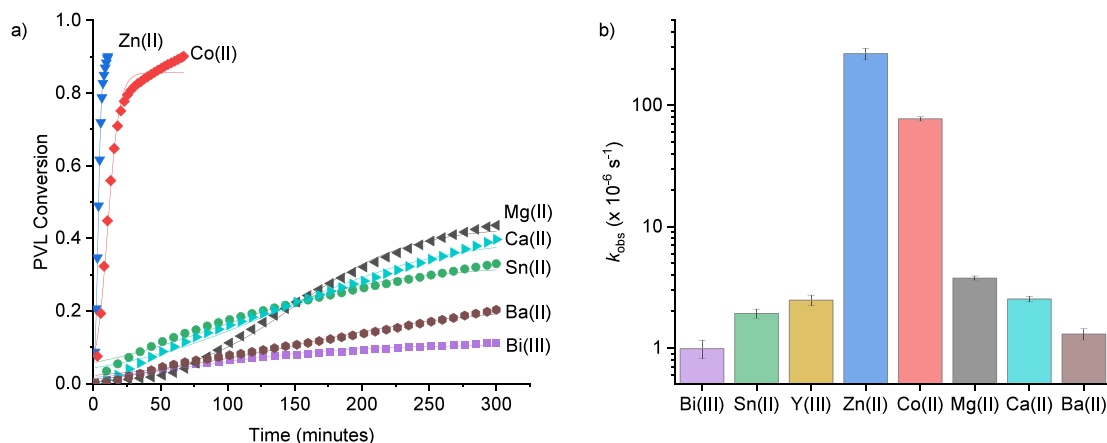 a)
PVL Conversion
1.0
0.8
0.6
0.4
0.2
0.0
Zn(II)
Co(II)
Mg(II)
Ca(II)
Sn(II)
Ba(II)
Bi(III)
0 50 100 150 200 250 300
Time (minutes)
b)
k_obs (x 10⁻⁶ s⁻¹)
100
10
1
Bi(III) Sn(II) Y(III) Zn(II) Co(II) Mg(II) Ca(II) Ba(II)